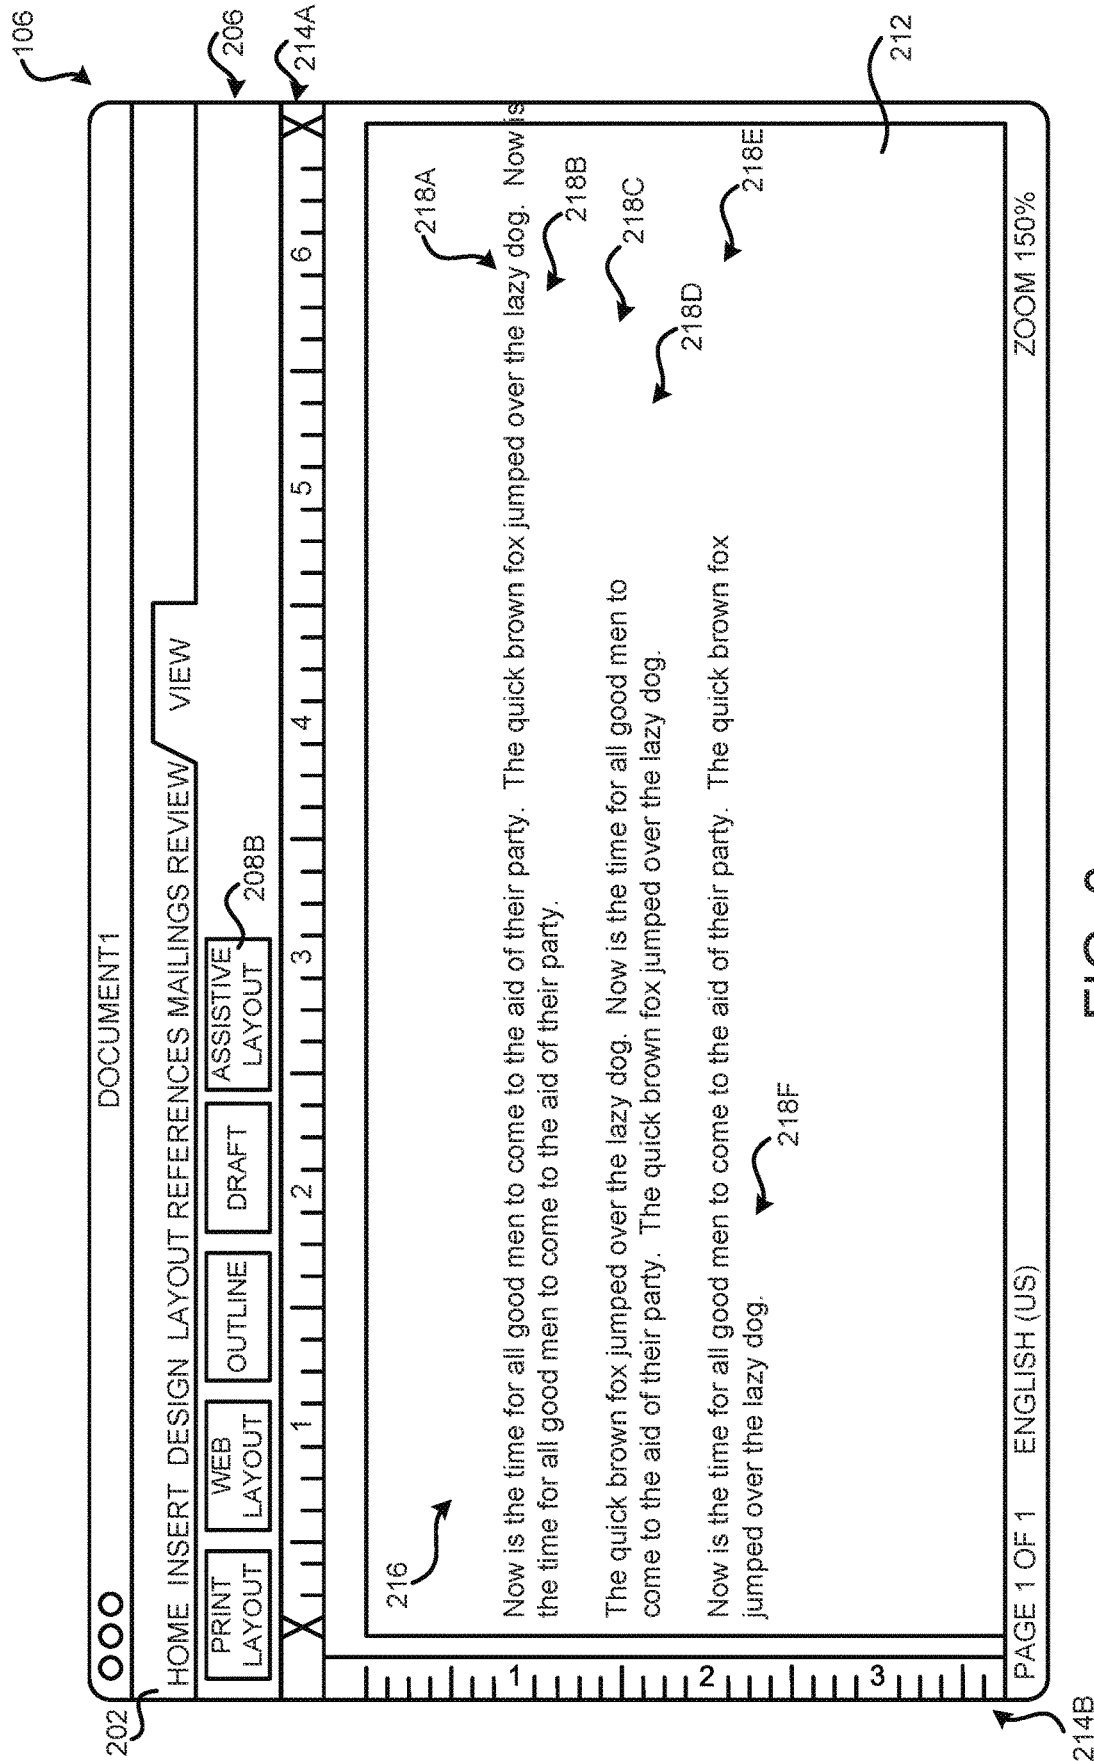 106
DOCUMENT1
202
HOME INSERT DESIGN LAYOUT REFERENCES MAILINGS REVIEW VIEW
206
PRINT LAYOUT
WEB LAYOUT
OUTLINE
DRAFT
ASSISTIVE LAYOUT
208B
214A
1 2 3 4 5 6
216
218A
Now is the time for all good men to come to the aid of their party. The quick brown fox jumped over the lazy dog. Now is
the time for all good men to come to the aid of their party.
218B
The quick brown fox jumped over the lazy dog. Now is the time for all good men to
218C
come to the aid of their party. The quick brown fox jumped over the lazy dog.
218D
Now is the time for all good men to come to the aid of their party. The quick brown fox
218E
jumped over the lazy dog.
218F
212
1
2
3
214B
PAGE 1 OF 1 ENGLISH (US) ZOOM 150%
FIG.